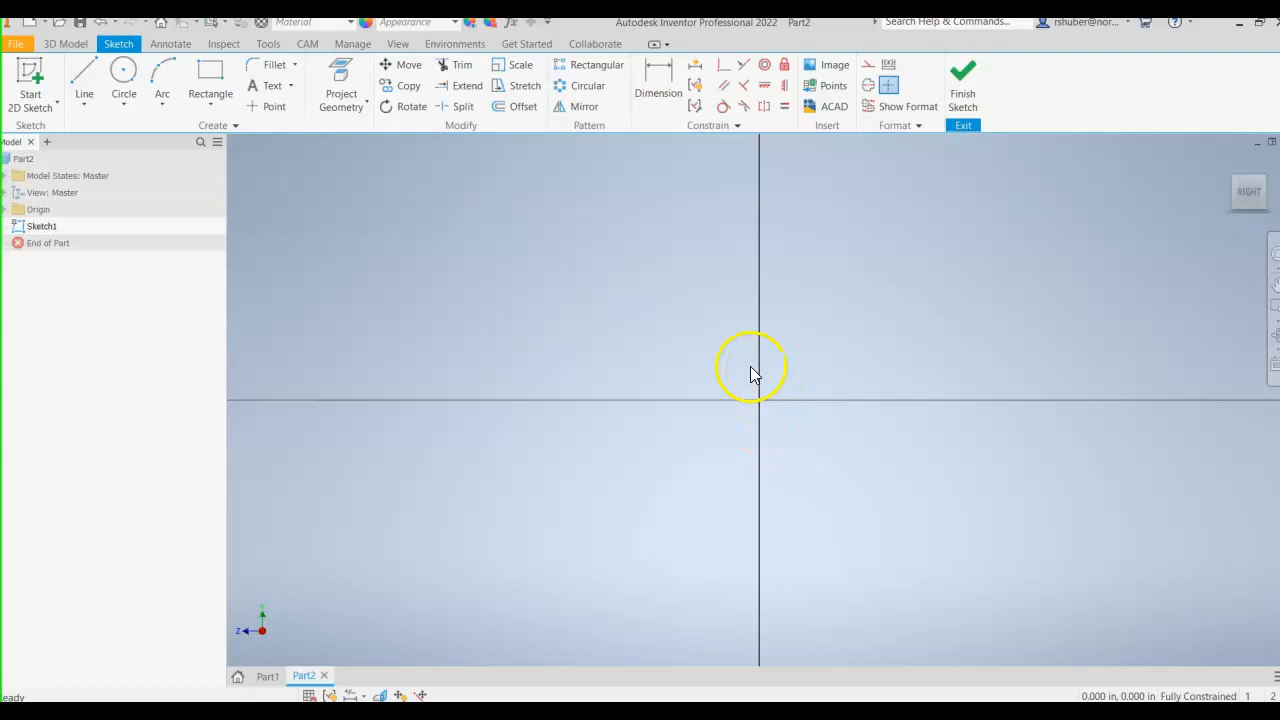 Material Appearance fx Autodesk Inventor Professional 2022 Part2 Search Help & Commands... rshuber@nor...
File 3D Model Sketch Annotate Inspect Tools CAM Manage View Environments Get Started Collaborate
Start
2D Sketch
Line
Circle
Arc
Rectangle
Fillet
Text
Point
Project
Geometry
Move
Copy
Rotate
Trim
Extend
Split
Scale
Stretch
Offset
Rectangular
Circular
Mirror
Dimension
Image
Points
ACAD
Show Format
Finish
Sketch
Sketch Create Modify Pattern Constrain Insert Format Exit
Model
Part2
Model States: Master
View: Master
Origin
Sketch1
End of Part
RIGHT
Y
Z
Part1 Part2
eady 0.000 in, 0.000 in Fully Constrained 1 2